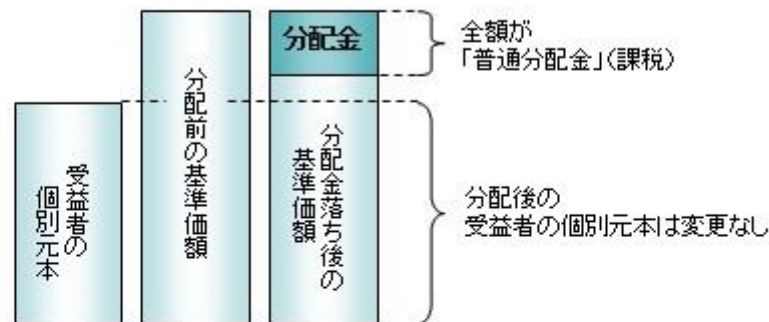 受益者の
個別元本
分配前の基準価額
分配金
分配金落ち後の
基準価額
全額が
「普通分配金」(課税)
分配後の
受益者の個別元本は変更なし